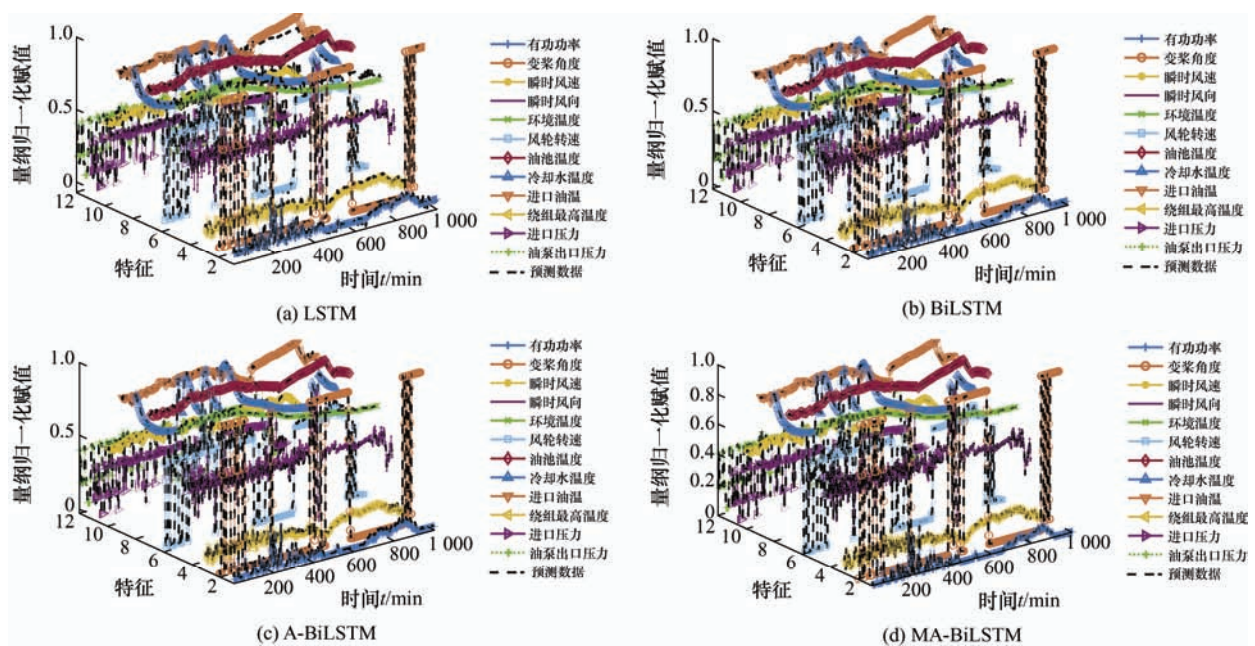 量纲归一化赋值
1.0
0.5
0
12
10
8
6
4
2
特征
200
400
600
800
1 000
时间t/min
有功功率
变桨角度
瞬时风速
瞬时风向
环境温度
风轮转速
油池温度
冷却水温度
进口油温
绕组最高温度
进口压力
油泵出口压力
预测数据
(a) LSTM
量纲归一化赋值
1.0
0.5
0
12
10
8
6
4
2
特征
200
400
600
800
1 000
时间t/min
有功功率
变桨角度
瞬时风速
瞬时风向
环境温度
风轮转速
油池温度
冷却水温度
进口油温
绕组最高温度
进口压力
油泵出口压力
预测数据
(b) BiLSTM
量纲归一化赋值
1.0
0.5
0
12
10
8
6
4
2
特征
200
400
600
800
1 000
时间t/min
有功功率
变桨角度
瞬时风速
瞬时风向
环境温度
风轮转速
油池温度
冷却水温度
进口油温
绕组最高温度
进口压力
油泵出口压力
预测数据
(c) A-BiLSTM
量纲归一化赋值
1.0
0.8
0.6
0.4
0.2
0
12
10
8
6
4
2
特征
200
400
600
800
1 000
时间t/min
有功功率
变桨角度
瞬时风速
瞬时风向
环境温度
风轮转速
油池温度
冷却水温度
进口油温
绕组最高温度
进口压力
油泵出口压力
预测数据
(d) MA-BiLSTM